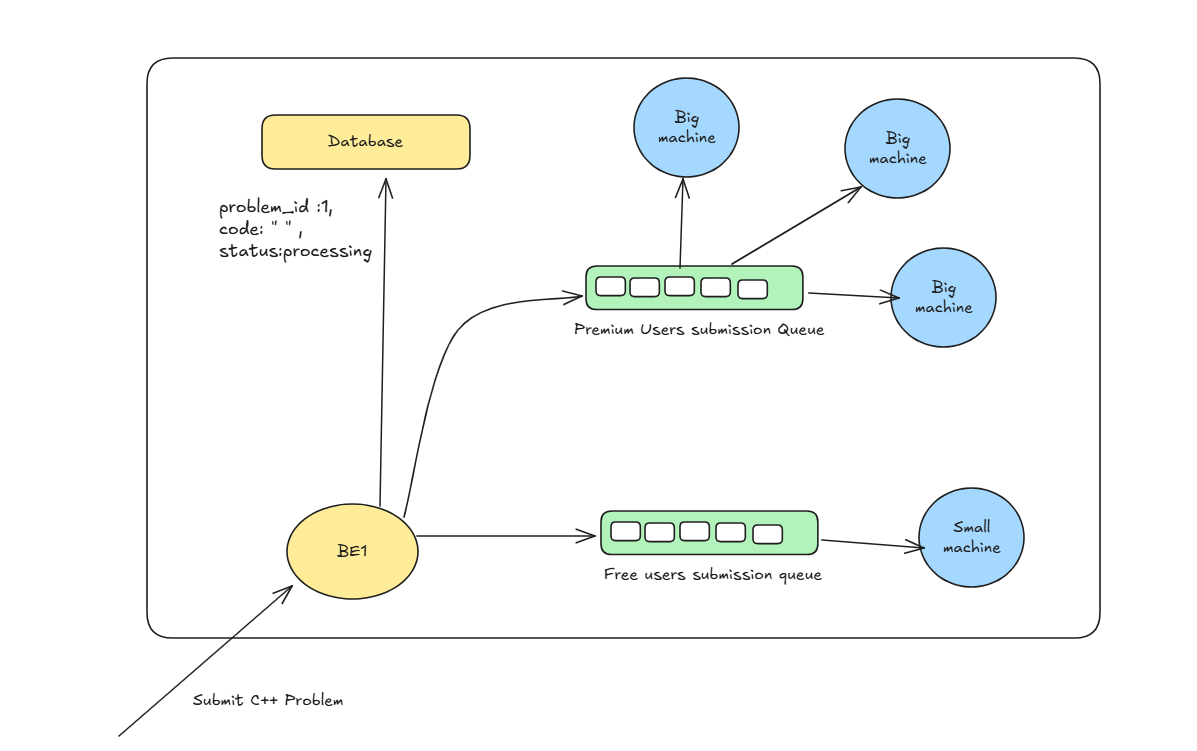 Database
problem_id :1,
code: " " ,
status:processing
Big
machine
Big
machine
Big
machine
Premium Users submission Queue
BE1
Free users submission queue
Small
machine
Submit C++ Problem